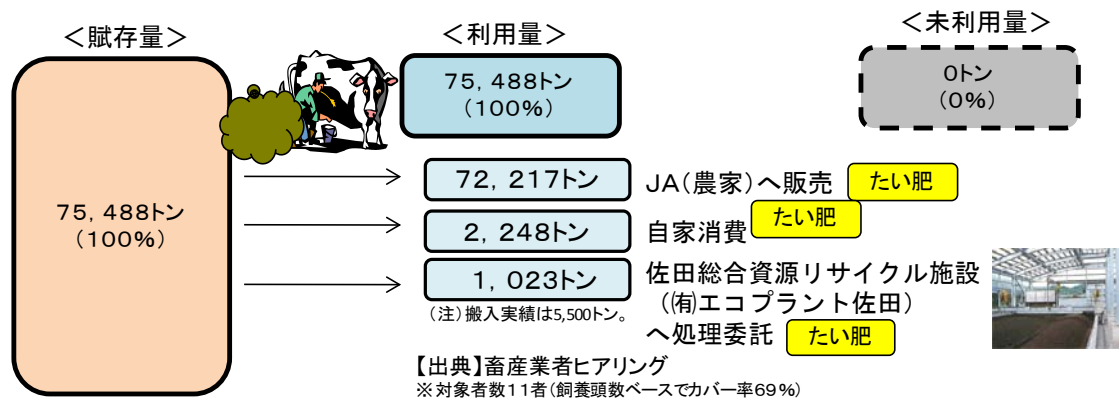 ＜賦存量＞
＜利用量＞
＜未利用量＞
７５，４８８トン
（１００％）
７５，４８８トン
（１００％）
０トン
（０％）
７２，２１７トン
ＪＡ（農家）へ販売
たい肥
２，２４８トン
自家消費
たい肥
１，０２３トン
（注）搬入実績は5,500トン。
佐田総合資源リサイクル施設
（㈲エコプラント佐田）
へ処理委託
たい肥
【出典】畜産業者ヒアリング
※対象者数１１者（飼養頭数ベースでカバー率６９％）